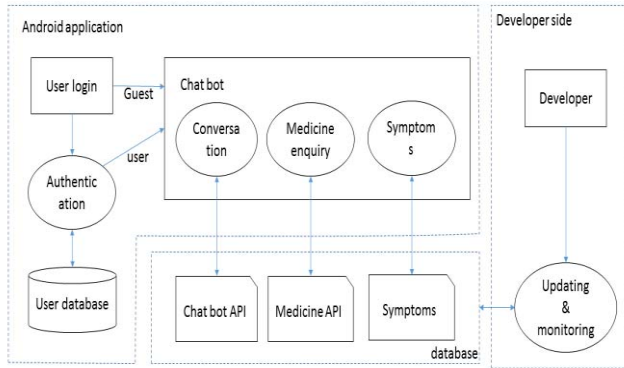 Android application
Developer side
User login
Guest
Chat bot
Developer
Conversa
tion
Medicine
enquiry
Symptom
s
user
Authentic
ation
User database
Chat bot API
Medicine API
Symptoms
Updating
&
monitoring
database